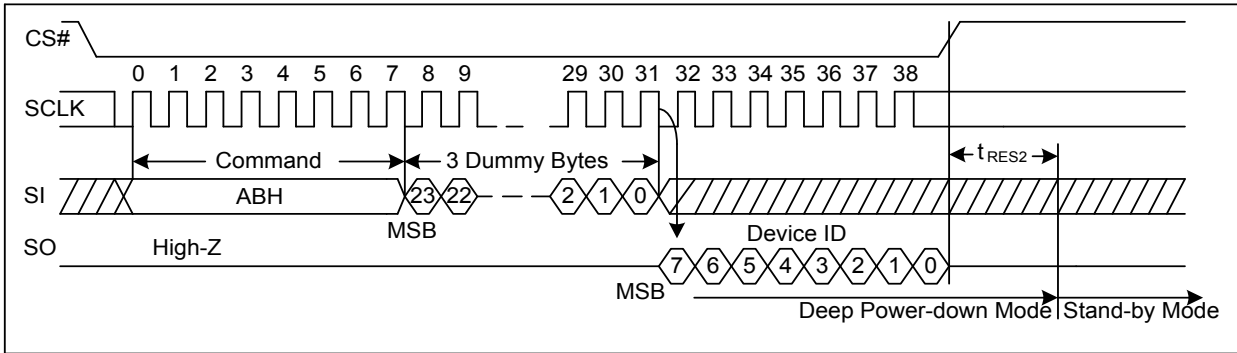 CS#
0 1 2 3 4 5 6 7 8 9 29 30 31 32 33 34 35 36 37 38
SCLK
Command 3 Dummy Bytes tRES2
SI ABH 23 22 2 1 0
MSB
SO High-Z Device ID
7 6 5 4 3 2 1 0
MSB
Deep Power-down Mode Stand-by Mode